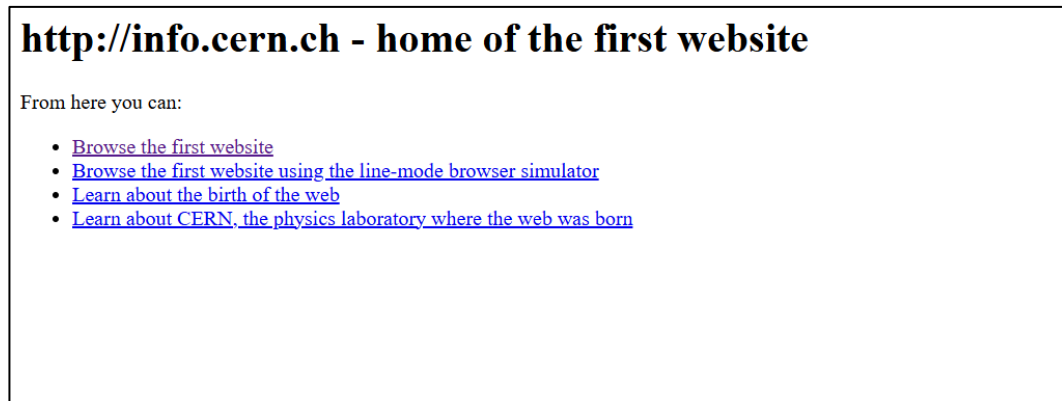 http://info.cern.ch - home of the first website
From here you can:
Browse the first website
Browse the first website using the line-mode browser simulator
Learn about the birth of the web
Learn about CERN, the physics laboratory where the web was born